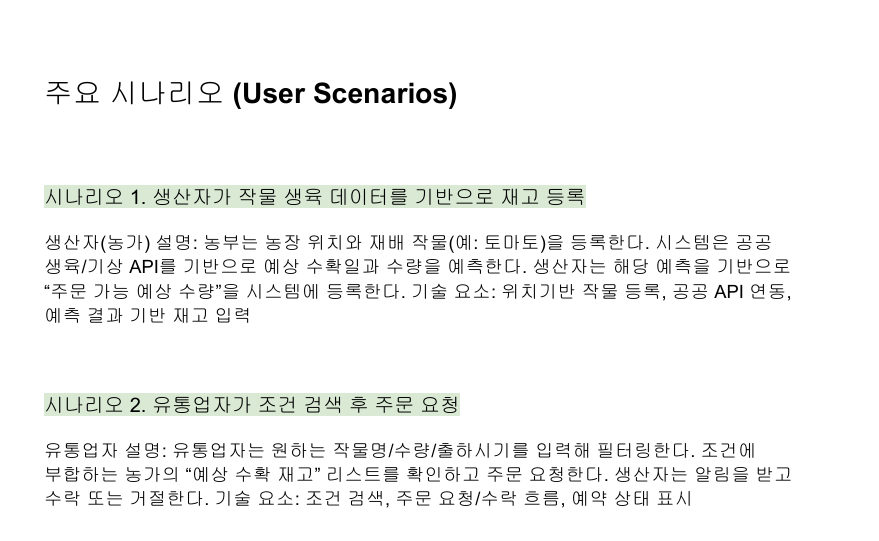 주요 시나리오 (User Scenarios)
시나리오 1. 생산자가 작물 생육 데이터를 기반으로 재고 등록
생산자(농가) 설명: 농부는 농장 위치와 재배 작물(예: 토마토)을 등록한다. 시스템은 공공
생육/기상 API를 기반으로 예상 수확일과 수량을 예측한다. 생산자는 해당 예측을 기반으로
“주문 가능 예상 수량”을 시스템에 등록한다. 기술 요소: 위치기반 작물 등록, 공공 API 연동,
예측 결과 기반 재고 입력
시나리오 2. 유통업자가 조건 검색 후 주문 요청
유통업자 설명: 유통업자는 원하는 작물명/수량/출하시기를 입력해 필터링한다. 조건에
부합하는 농가의 “예상 수확 재고” 리스트를 확인하고 주문 요청한다. 생산자는 알림을 받고
수락 또는 거절한다. 기술 요소: 조건 검색, 주문 요청/수락 흐름, 예약 상태 표시